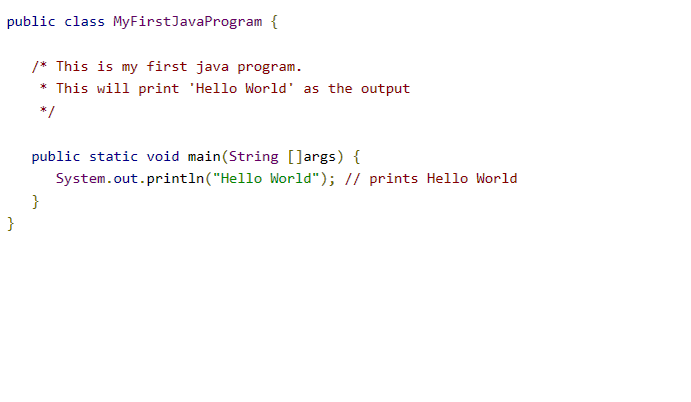 public class MyFirstJavaProgram {
/* This is my first java program.
* This will print 'Hello World' as the output
*/
public static void main(String []args) {
System.out.println("Hello World"); // prints Hello World
}
}